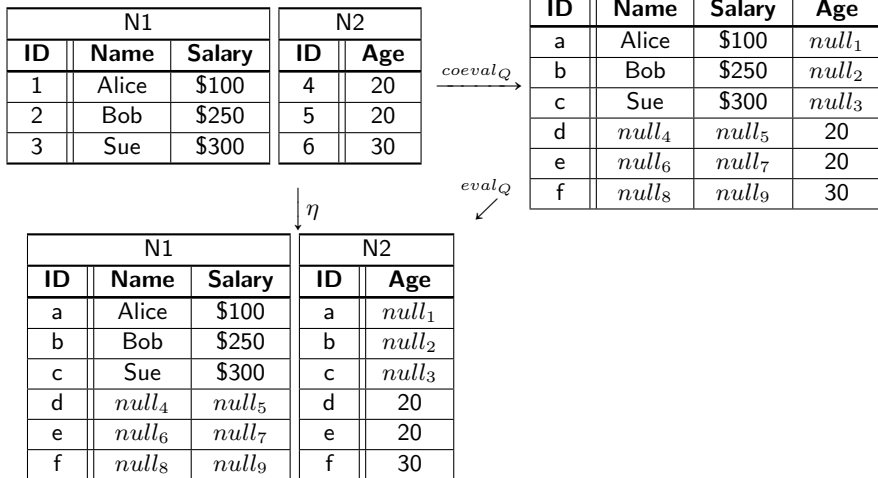 N1 N2
ID Name Salary ID Age
1 Alice $100 4 20
2 Bob $250 5 20
3 Sue $300 6 30
coeval_Q
ID Name Salary Age
a Alice $100 null_1
b Bob $250 null_2
c Sue $300 null_3
d null_4 null_5 20
e null_6 null_7 20
f null_8 null_9 30
η
eval_Q
N1 N2
ID Name Salary ID Age
a Alice $100 a null_1
b Bob $250 b null_2
c Sue $300 c null_3
d null_4 null_5 d 20
e null_6 null_7 e 20
f null_8 null_9 f 30